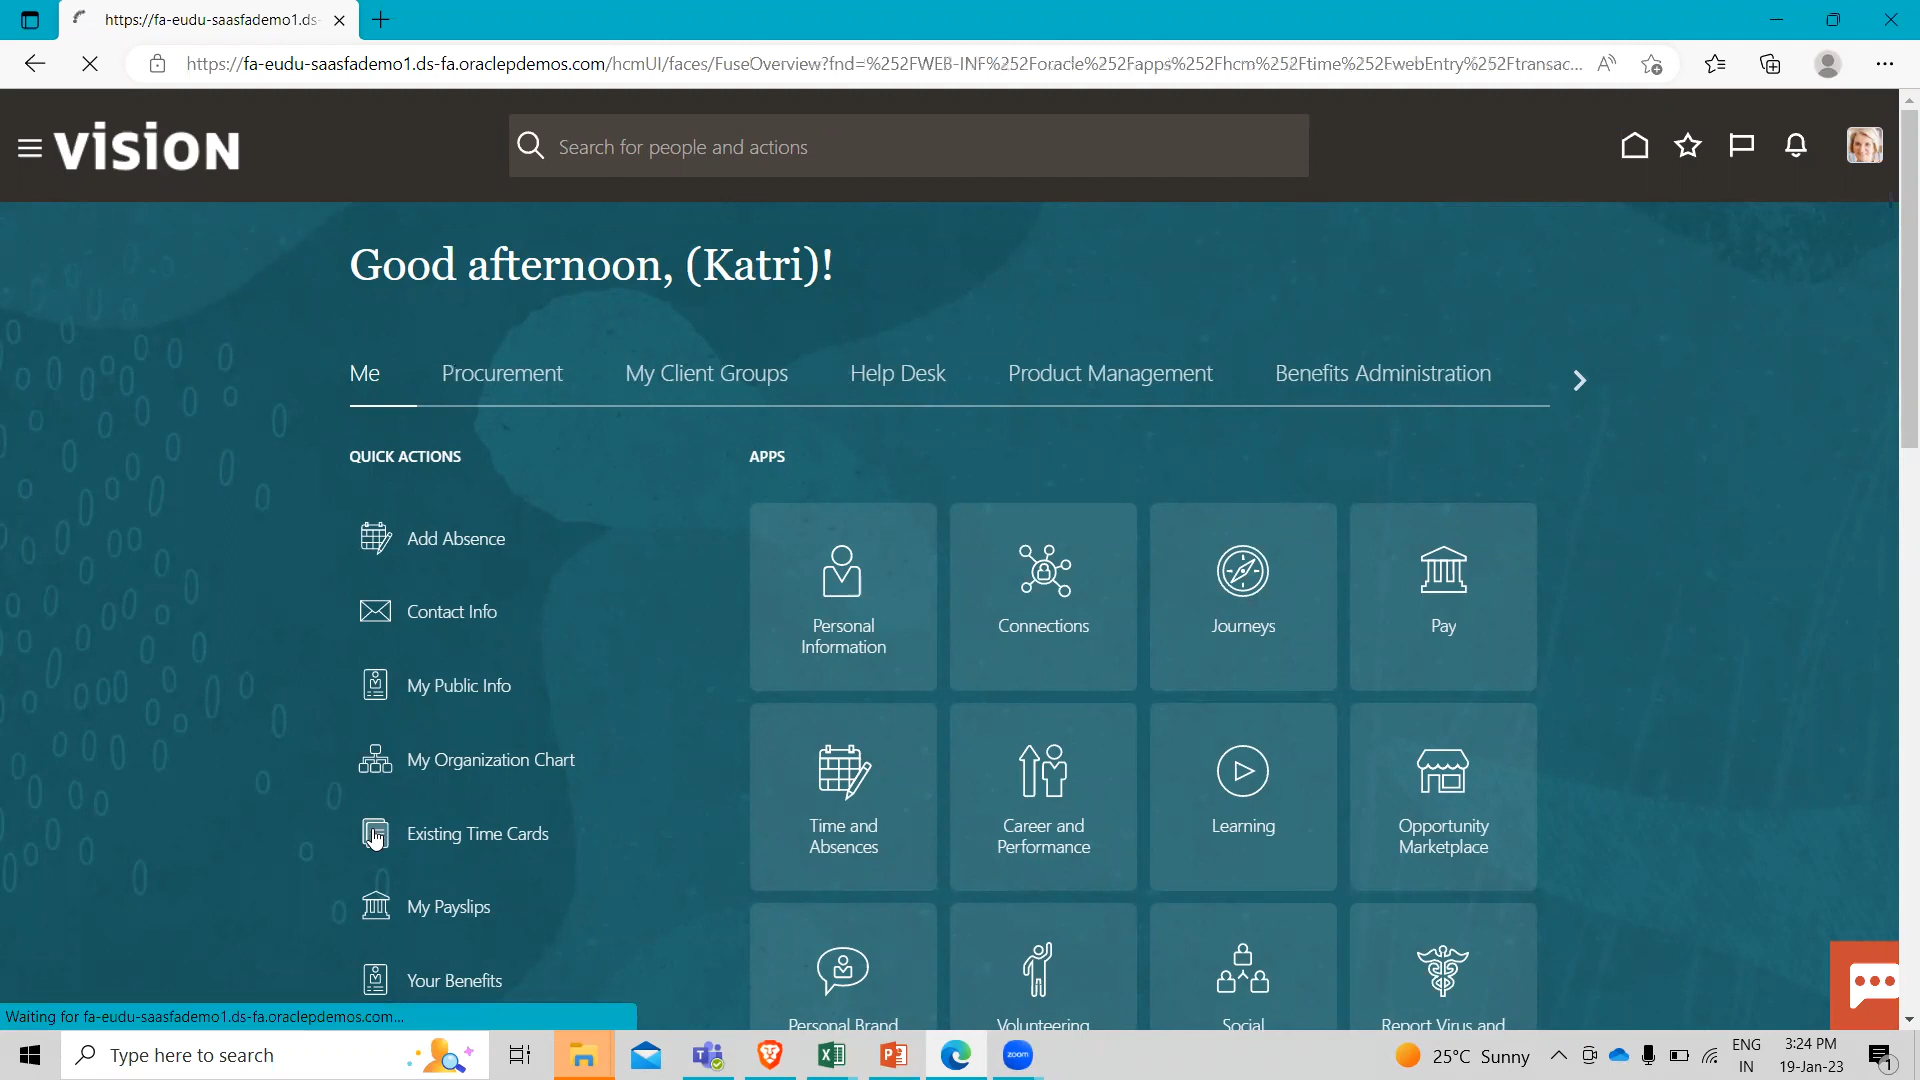 https://fa-eudu-saasfademo1.ds-
https://fa-eudu-saasfademo1.ds-fa.oraclepdemos.com/hcmUI/faces/FuseOverview?fnd=%252FWEB-INF%252Foracle%252Fapps%252Fhcm%252Ftime%252FwebEntry%252Ftransac...
vision
Search for people and actions
Good afternoon, (Katri)!
Me Procurement My Client Groups Help Desk Product Management Benefits Administration
QUICK ACTIONS
APPS
Add Absence
Contact Info
My Public Info
My Organization Chart
Existing Time Cards
My Payslips
Your Benefits
Personal
Information
Connections
Journeys
Pay
Time and
Absences
Career and
Performance
Learning
Opportunity
Marketplace
Personal Brand
Volunteering
Social
Report Virus and
Waiting for fa-eudu-saasfademo1.ds-fa.oraclepdemos.com...
Type here to search
zoom
25°C Sunny
ENG
IN
3:24 PM
19-Jan-23
1